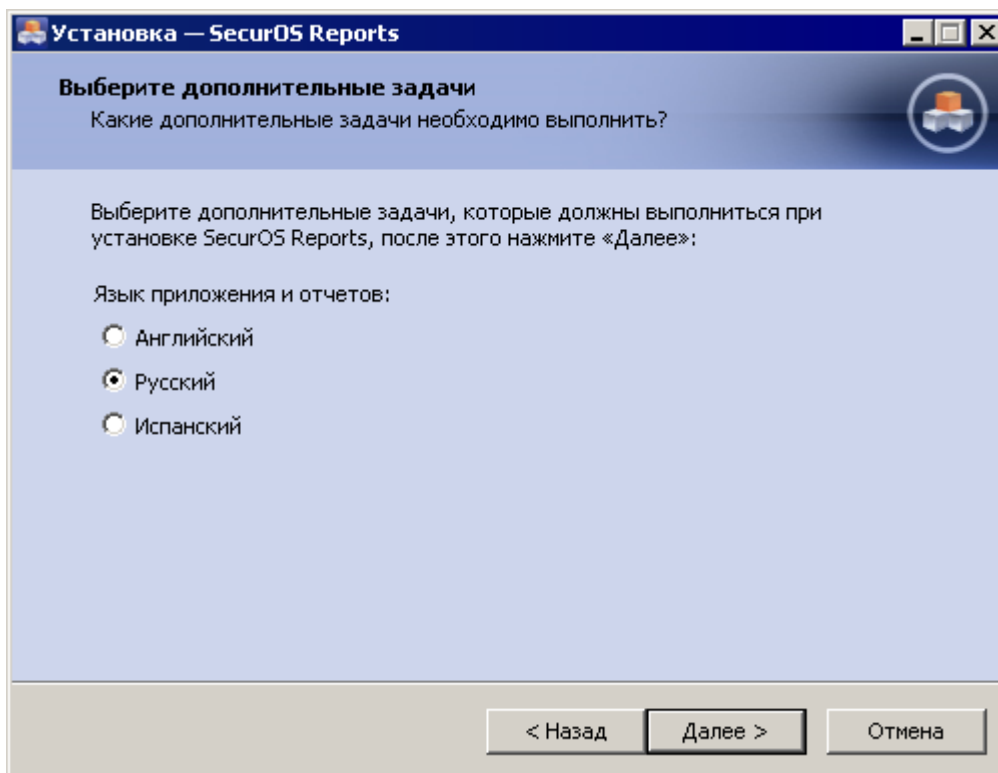 Установка — SecurOS Reports
Выберите дополнительные задачи
Какие дополнительные задачи необходимо выполнить?
Выберите дополнительные задачи, которые должны выполниться при
установке SecurOS Reports, после этого нажмите «Далее»:
Язык приложения и отчетов:
Английский
Русский
Испанский
< Назад
Далее >
Отмена